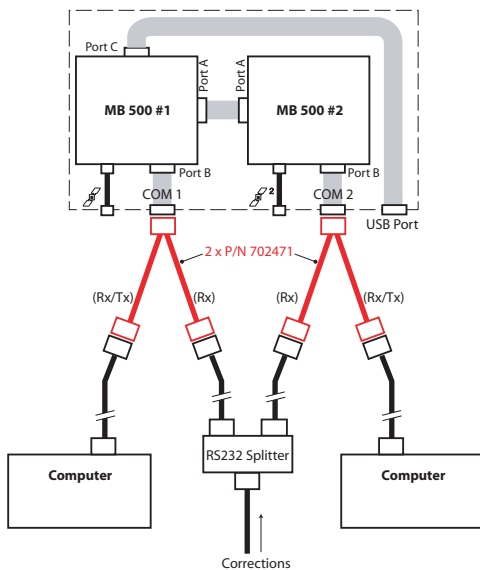 Port C
Port A
Port A
MB 500 #1
MB 500 #2
Port B
Port B
2
COM 1
COM 2
USB Port
2 x P/N 702471
(Rx/Tx)
(Rx)
(Rx)
(Rx/Tx)
RS232 Splitter
Computer
Computer
Corrections